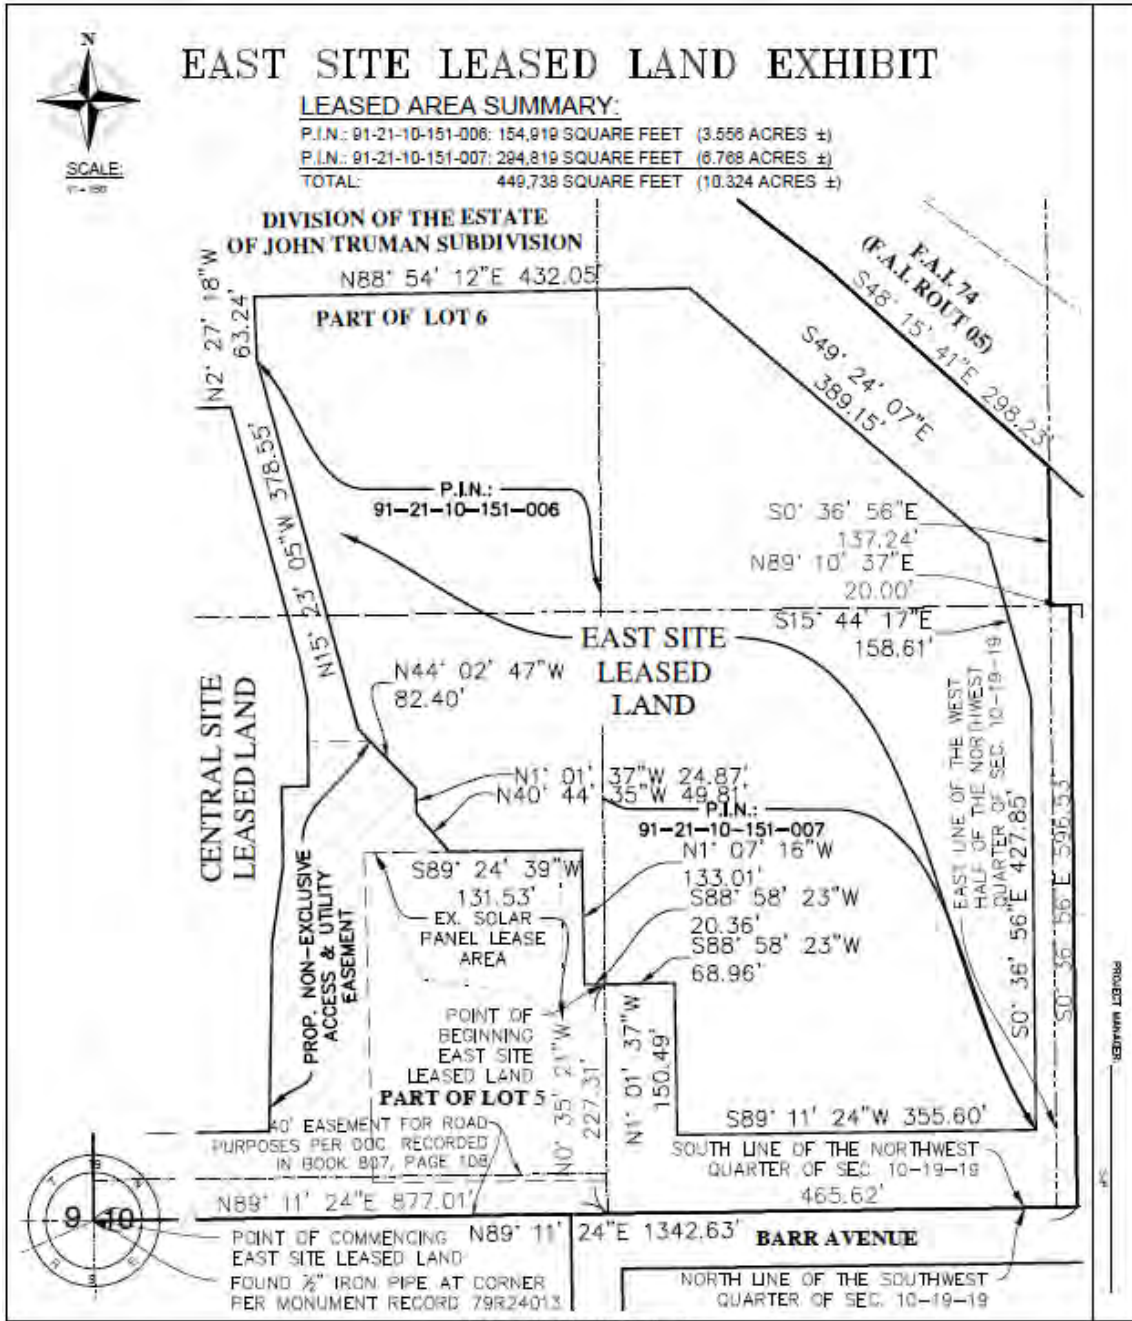 N
EAST SITE LEASED LAND EXHIBIT
LEASED AREA SUMMARY:
P.I.N.: 91-21-10-151-006: 154,919 SQUARE FEET (3.556 ACRES ±)
P.I.N.: 91-21-10-151-007: 294,819 SQUARE FEET (6.768 ACRES ±)
TOTAL: 449,738 SQUARE FEET (10.324 ACRES ±)
SCALE:
DIVISION OF THE ESTATE
OF JOHN TRUMAN SUBDIVISION
N88° 54' 12"E 432.05'
PART OF LOT 6
N2° 27' 18"W
63.24'
F.A.I. 74
(F.A.I. ROUT 05)
S48° 15' 41"E 298.23'
S49° 24' 07"E
389.15'
N15° 23' 05"W 378.55'
P.I.N.:
91-21-10-151-006
S0° 36' 56"E
137.24'
N89° 10' 37"E
20.00'
S15° 44' 17"E
158.61'
EAST SITE
LEASED
LAND
N44° 02' 47"W
82.40'
CENTRAL SITE
LEASED LAND
N1° 01' 37"W 24.87'
N40° 44' 35"W 49.81'
P.I.N.:
91-21-10-151-007
EAST LINE OF THE WEST
HALF OF THE NORTHWEST
QUARTER OF SEC. 10-19-19
S0° 36' 56"E 427.85'
S0° 36' 56"E 596.53'
N1° 07' 16"W
133.01'
S89° 24' 39"W
131.53'
S88° 58' 23"W
20.36'
S88° 58' 23"W
68.96'
EX. SOLAR
PANEL LEASE
AREA
PROP. NON-EXCLUSIVE
ACCESS & UTILITY
EASEMENT
POINT OF
BEGINNING
EAST SITE
LEASED LAND
N0° 35' 21"W
227.31'
N1° 01' 37"W
150.49'
PART OF LOT 5
S89° 11' 24"W 355.60'
40' EASEMENT FOR ROAD
PURPOSES PER DOC. RECORDED
IN BOOK 807, PAGE 108
SOUTH LINE OF THE NORTHWEST
QUARTER OF SEC. 10-19-19
465.62'
N89° 11' 24"E 877.01'
9 10
N89° 11' 24"E 1342.63'
BARR AVENUE
POINT OF COMMENCING
EAST SITE LEASED LAND
FOUND ½" IRON PIPE AT CORNER
PER MONUMENT RECORD 79R24013
NORTH LINE OF THE SOUTHWEST
QUARTER OF SEC. 10-19-19
PROJECT MANAGER: